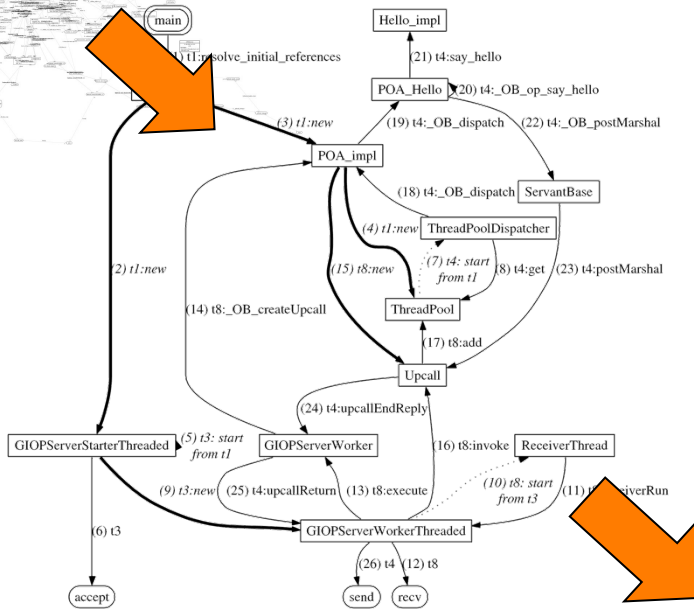 main
Hello_impl
t1:resolve_initial_references
(21) t4:say_hello
POA_Hello
(20) t4:_OB_op_say_hello
(3) t1:new
(19) t4:_OB_dispatch
(22) t4:_OB_postMarshal
POA_impl
(18) t4:_OB_dispatch
ServantBase
(4) t1:new
ThreadPoolDispatcher
(2) t1:new
(15) t8:new
(7) t4: start
from t1
(8) t4:get
(23) t4:postMarshal
(14) t8:_OB_createUpcall
ThreadPool
(17) t8:add
Upcall
(24) t4:upcallEndReply
GIOPServerStarterThreaded
(5) t3: start
from t1
GIOPServerWorker
(16) t8:invoke
ReceiverThread
(9) t3:new
(25) t4:upcallReturn
(13) t8:execute
(10) t8: start
from t3
(11)
GIOPServerWorkerThreaded
(6) t3
(26) t4
(12) t8
accept
send
recv